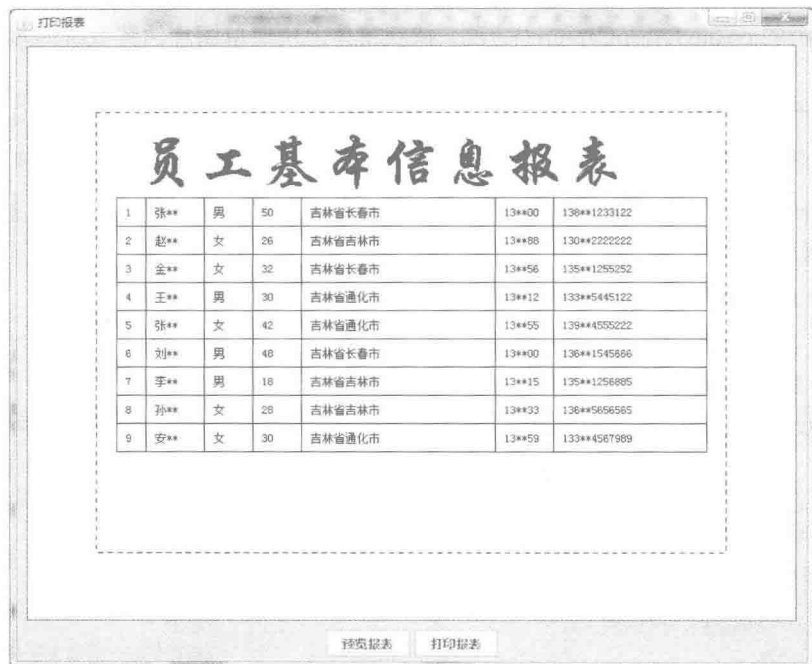 打印报表
员工基本信息报表
1 张** 男 50 吉林省长春市 13**00 138**1233122
2 赵** 女 26 吉林省吉林市 13**88 130**2222222
3 金** 女 32 吉林省长春市 13**56 135**1255252
4 王** 男 30 吉林省通化市 13**12 133**5445122
5 张** 女 42 吉林省通化市 13**55 139**4555222
6 刘** 男 48 吉林省长春市 13**00 136**1545666
7 李** 男 18 吉林省吉林市 13**15 135**1256885
8 孙** 女 28 吉林省吉林市 13**33 136**5656565
9 安** 女 30 吉林省通化市 13**59 133**4567989
预览报表 打印报表